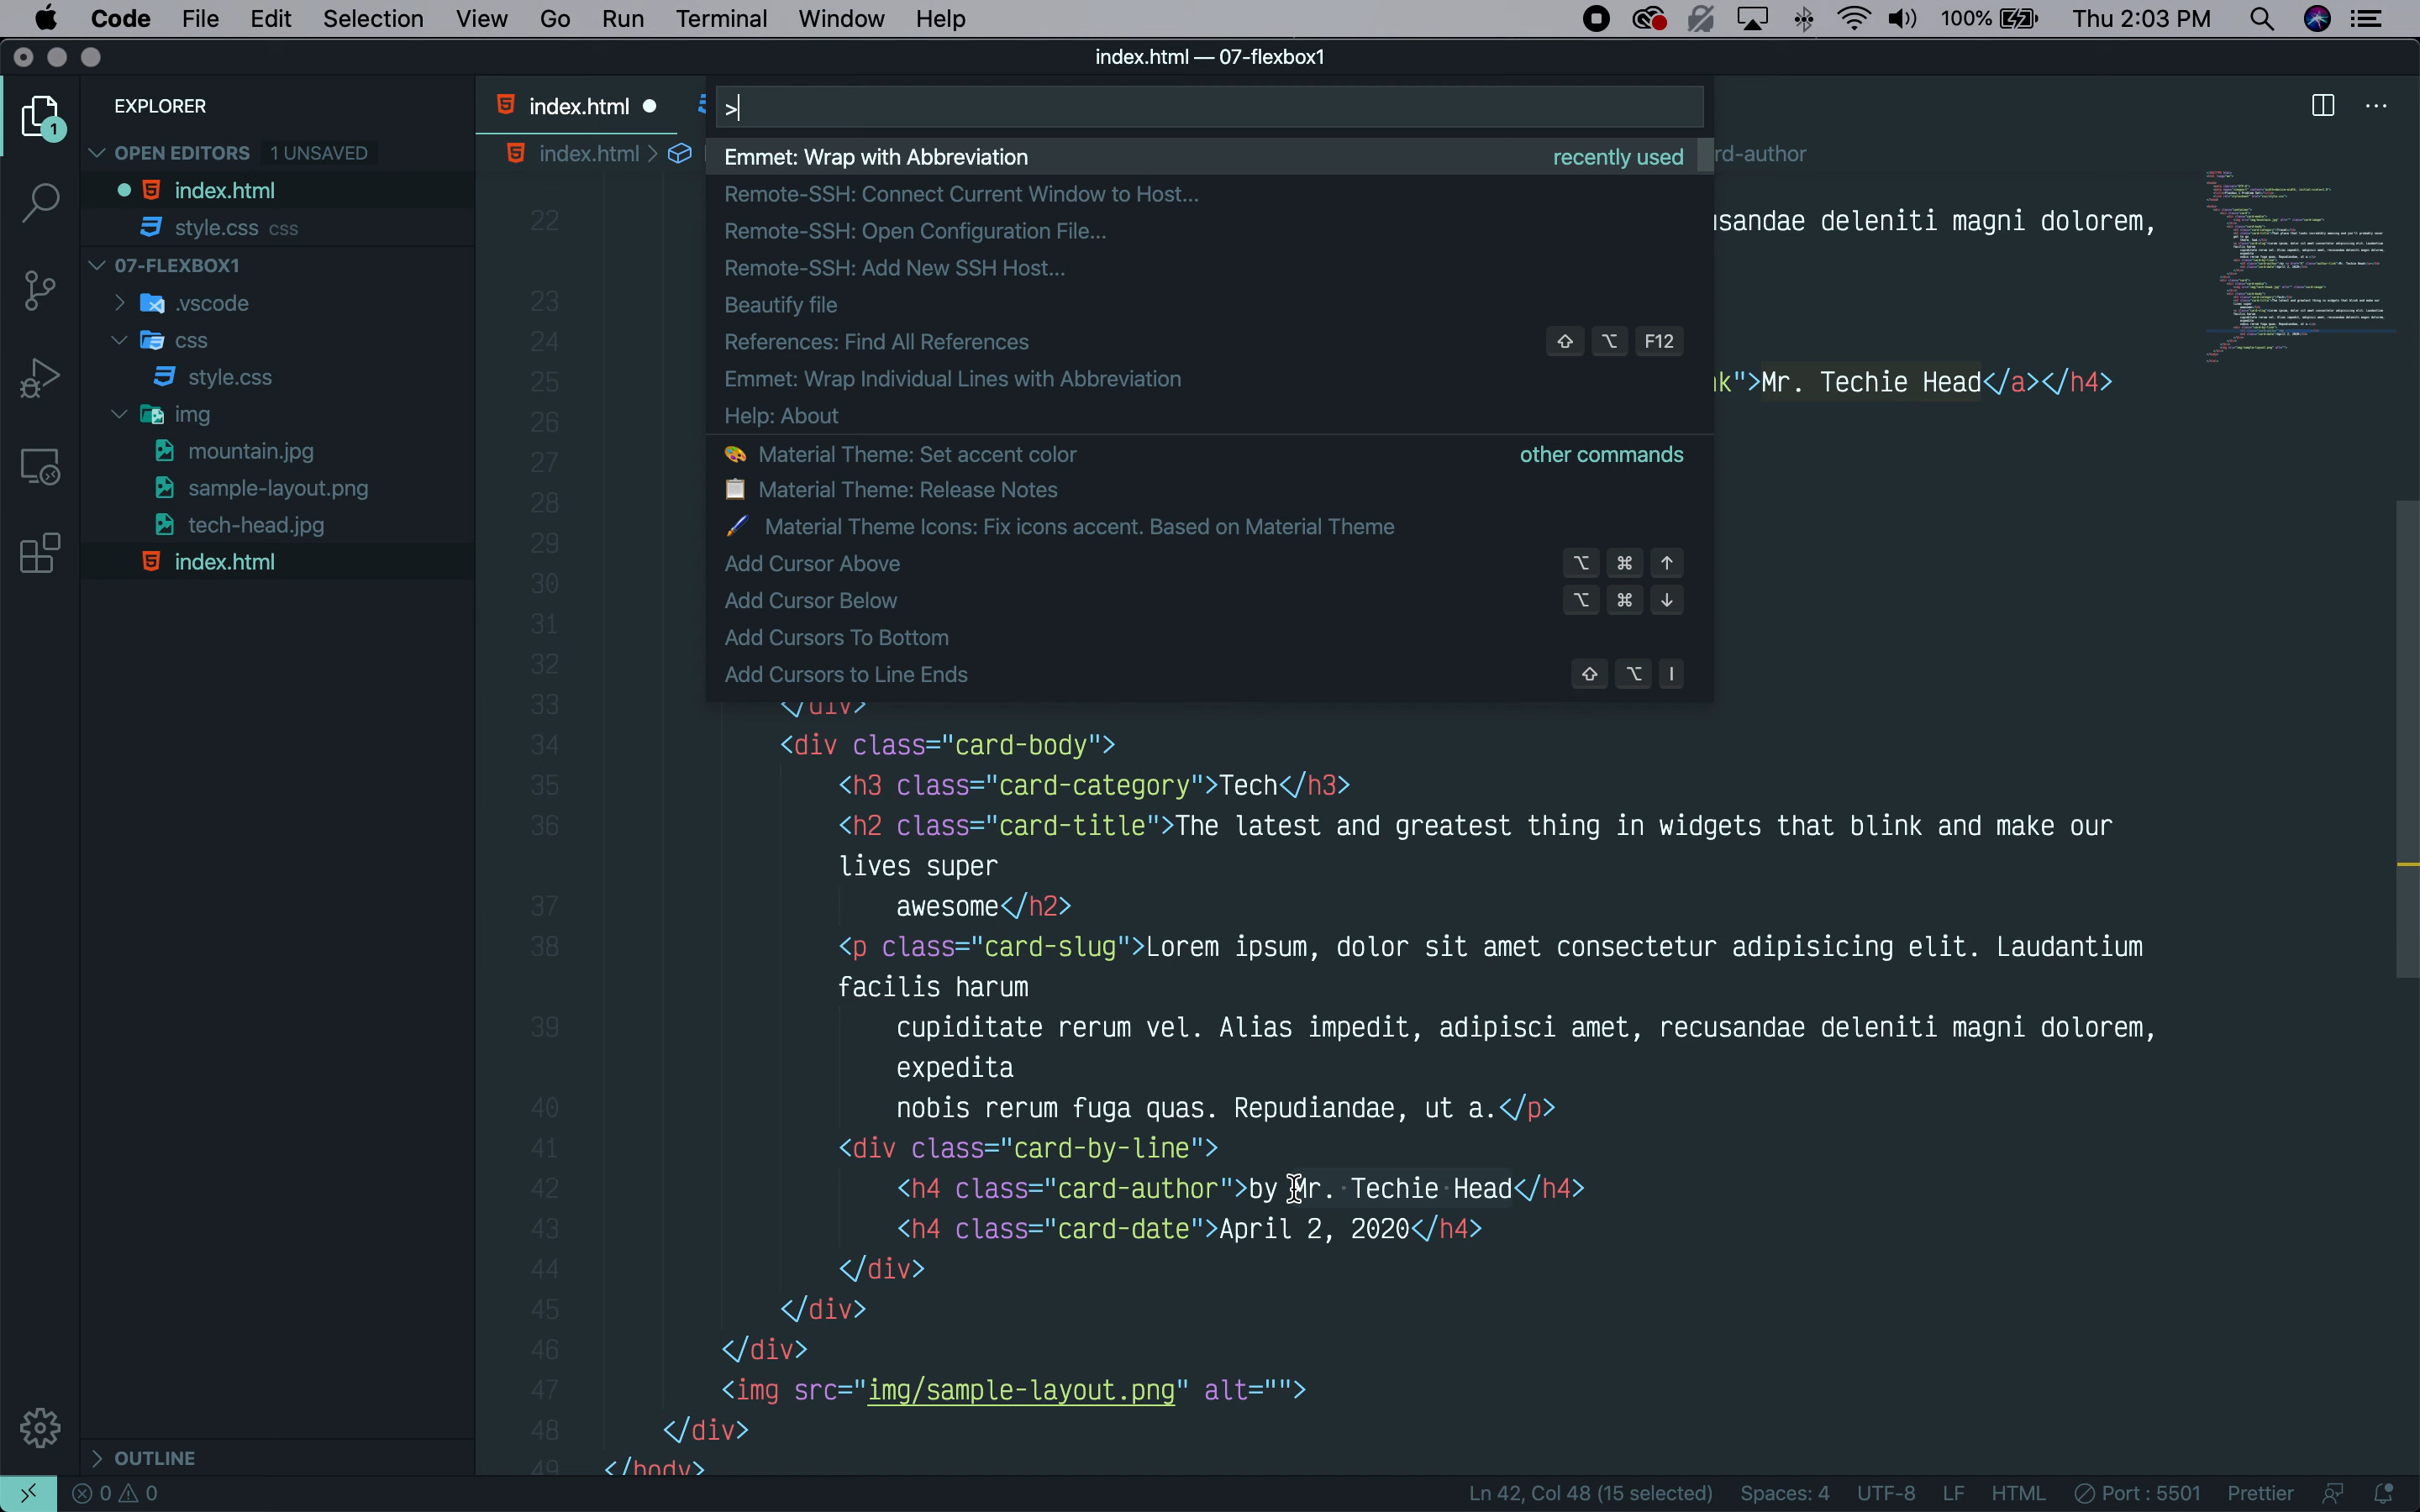 Code File Edit Selection View Go Run Terminal Window Help 100% Thu 2:03 PM
index.html — 07-flexbox1
EXPLORER
OPEN EDITORS 1 UNSAVED
index.html
style.css css
07-FLEXBOX1
.vscode
css
style.css
img
mountain.jpg
sample-layout.png
tech-head.jpg
index.html
OUTLINE
index.html
index.html >
rd-author
>
Emmet: Wrap with Abbreviation recently used
Remote-SSH: Connect Current Window to Host...
Remote-SSH: Open Configuration File...
Remote-SSH: Add New SSH Host...
Beautify file
References: Find All References ⇧ ⌥ F12
Emmet: Wrap Individual Lines with Abbreviation
Help: About
Material Theme: Set accent color other commands
Material Theme: Release Notes
Material Theme Icons: Fix icons accent. Based on Material Theme
Add Cursor Above ⌥ ⌘ ↑
Add Cursor Below ⌥ ⌘ ↓
Add Cursors To Bottom
Add Cursors to Line Ends ⇧ ⌥ I
22 usandae deleniti magni dolorem,
23
24
25 nk">Mr. Techie Head</a></h4>
26
27
28
29
30
31
32
33 </div>
34 <div class="card-body">
35 <h3 class="card-category">Tech</h3>
36 <h2 class="card-title">The latest and greatest thing in widgets that blink and make our
lives super
37 awesome</h2>
38 <p class="card-slug">Lorem ipsum, dolor sit amet consectetur adipisicing elit. Laudantium
facilis harum
39 cupiditate rerum vel. Alias impedit, adipisci amet, recusandae deleniti magni dolorem,
expedita
40 nobis rerum fuga quas. Repudiandae, ut a.</p>
41 <div class="card-by-line">
42 <h4 class="card-author">by Mr. Techie Head</h4>
43 <h4 class="card-date">April 2, 2020</h4>
44 </div>
45 </div>
46 </div>
47 <img src="img/sample-layout.png" alt="">
48 </div>
49 </body>
0 0 Ln 42, Col 48 (15 selected) Spaces: 4 UTF-8 LF HTML Port : 5501 Prettier